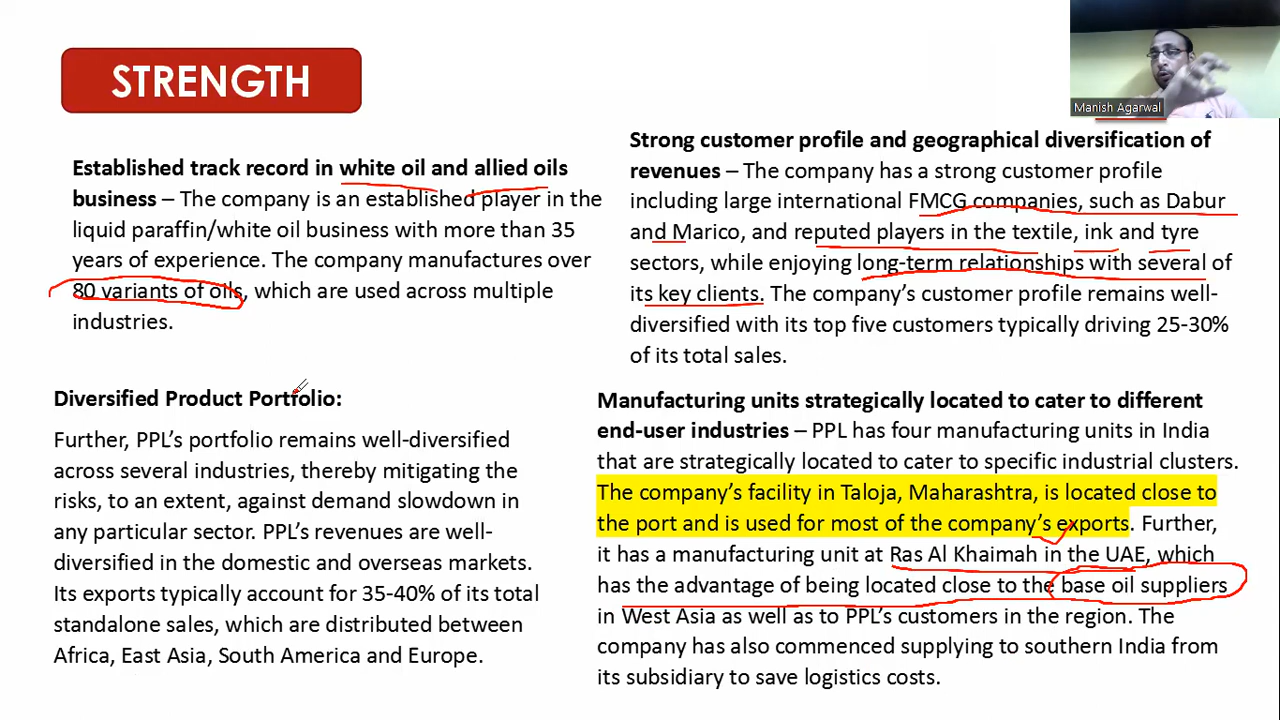 STRENGTH
Manish Agarwal
Established track record in white oil and allied oils
business – The company is an established player in the
liquid paraffin/white oil business with more than 35
years of experience. The company manufactures over
80 variants of oils, which are used across multiple
industries.
Strong customer profile and geographical diversification of
revenues – The company has a strong customer profile
including large international FMCG companies, such as Dabur
and Marico, and reputed players in the textile, ink and tyre
sectors, while enjoying long-term relationships with several of
its key clients. The company's customer profile remains well-
diversified with its top five customers typically driving 25-30%
of its total sales.
Diversified Product Portfolio:
Further, PPL's portfolio remains well-diversified
across several industries, thereby mitigating the
risks, to an extent, against demand slowdown in
any particular sector. PPL's revenues are well-
diversified in the domestic and overseas markets.
Its exports typically account for 35-40% of its total
standalone sales, which are distributed between
Africa, East Asia, South America and Europe.
Manufacturing units strategically located to cater to different
end-user industries – PPL has four manufacturing units in India
that are strategically located to cater to specific industrial clusters.
The company's facility in Taloja, Maharashtra, is located close to
the port and is used for most of the company's exports. Further,
it has a manufacturing unit at Ras Al Khaimah in the UAE, which
has the advantage of being located close to the base oil suppliers
in West Asia as well as to PPL's customers in the region. The
company has also commenced supplying to southern India from
its subsidiary to save logistics costs.